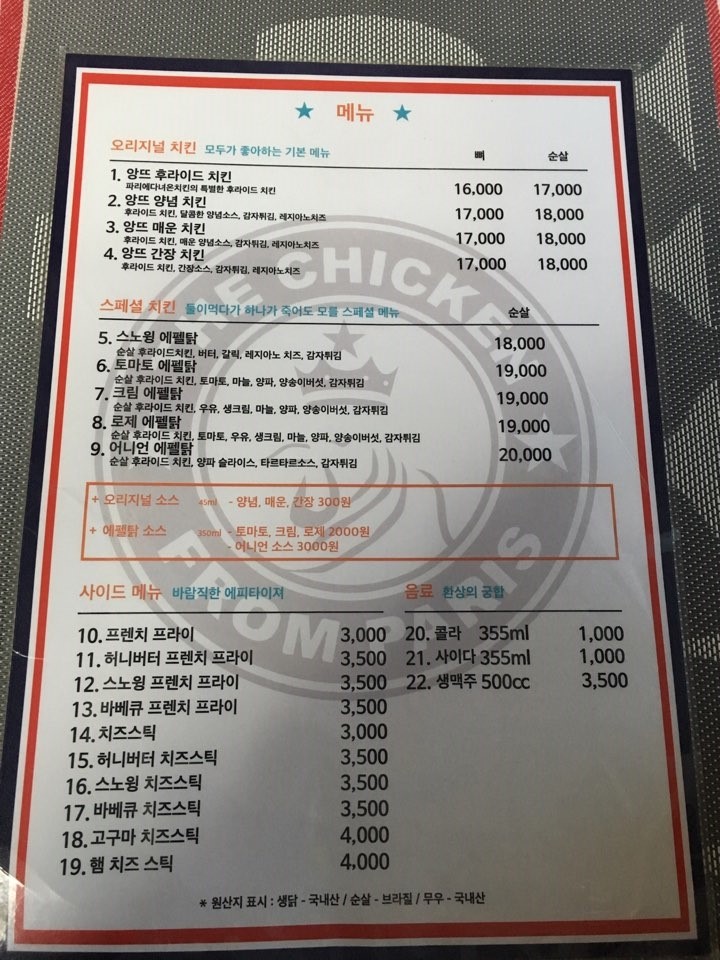 ★ 메뉴 ★
오리지널 치킨 모두가 좋아하는 기본 메뉴 뼈 순살
1. 앙뜨 후라이드 치킨 16,000 17,000
파리에다녀온치킨의 특별한 후라이드 치킨
2. 앙뜨 양념 치킨 17,000 18,000
후라이드 치킨, 달콤한 양념소스, 감자튀김, 레지아노치즈
3. 앙뜨 매운 치킨 17,000 18,000
후라이드 치킨, 매운 양념소스, 감자튀김, 레지아노치즈
4. 앙뜨 간장 치킨 17,000 18,000
후라이드 치킨, 간장소스, 감자튀김, 레지아노치즈
스페셜 치킨 둘이먹다가 하나가 죽어도 모를 스페셜 메뉴 순살
5. 스노윙 에펠탉 18,000
순살 후라이드치킨, 버터, 갈릭, 레지아노 치즈, 감자튀김
6. 토마토 에펠탉 19,000
순살 후라이드 치킨, 토마토, 마늘, 양파, 양송이버섯, 감자튀김
7. 크림 에펠탉 19,000
순살 후라이드 치킨, 우유, 생크림, 마늘, 양파, 양송이버섯, 감자튀김
8. 로제 에펠탉 19,000
순살 후라이드 치킨, 토마토, 우유, 생크림, 마늘, 양파, 양송이버섯, 감자튀김
9. 어니언 에펠탉 20,000
순살 후라이드 치킨, 양파 슬라이스, 타르타르소스, 감자튀김
+ 오리지널 소스 45ml - 양념, 매운, 간장 300원
+ 에펠탉 소스 350ml - 토마토, 크림, 로제 2000원
- 어니언 소스 3000원
THE CHICKEN
FROM PARIS
사이드 메뉴 바람직한 에피타이져
10. 프렌치 프라이 3,000
11. 허니버터 프렌치 프라이 3,500
12. 스노윙 프렌치 프라이 3,500
13. 바베큐 프렌치 프라이 3,500
14. 치즈스틱 3,000
15. 허니버터 치즈스틱 3,500
16. 스노윙 치즈스틱 3,500
17. 바베큐 치즈스틱 3,500
18. 고구마 치즈스틱 4,000
19. 햄 치즈 스틱 4,000
음료 환상의 궁합
20. 콜라 355ml 1,000
21. 사이다 355ml 1,000
22. 생맥주 500cc 3,500
* 원산지 표시 : 생닭 - 국내산 / 순살 - 브라질 / 무우 - 국내산